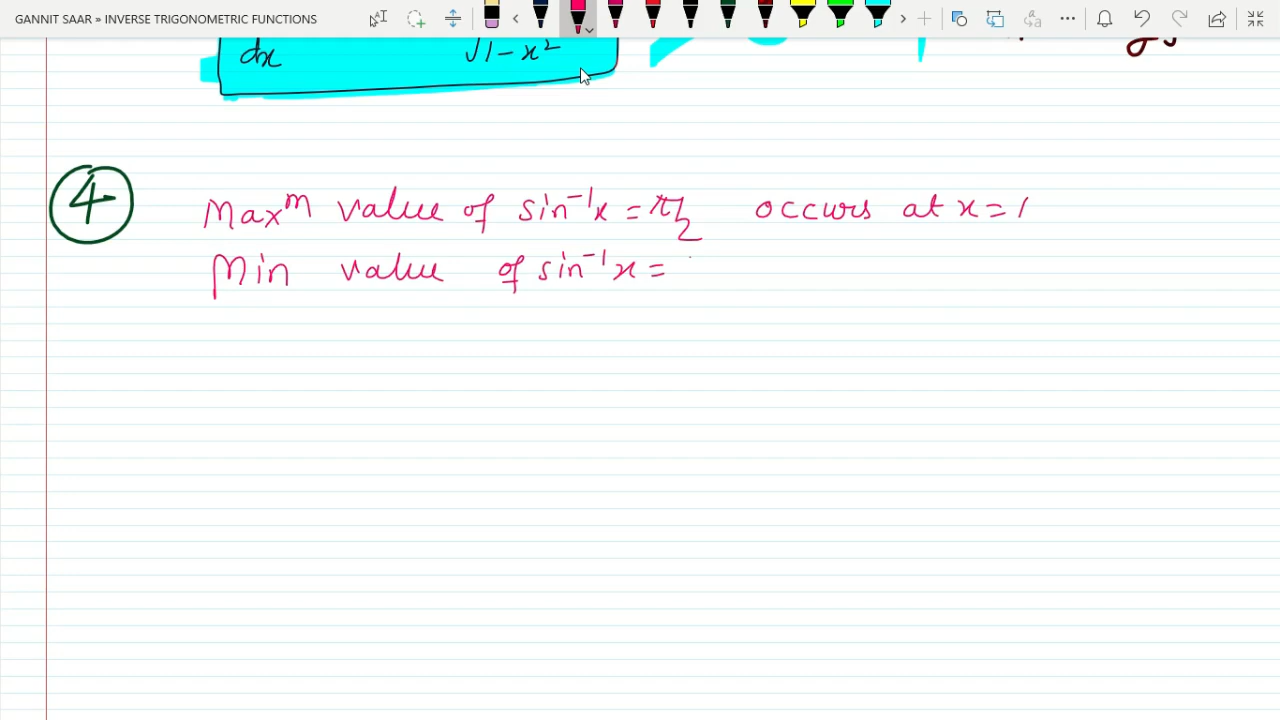 GANNIT SAAR » INVERSE TRIGONOMETRIC FUNCTIONS
dx √1-x²
4
Maxᵐ value of sin⁻¹x = π/2 occurs at x = 1
Min value of sin⁻¹x =